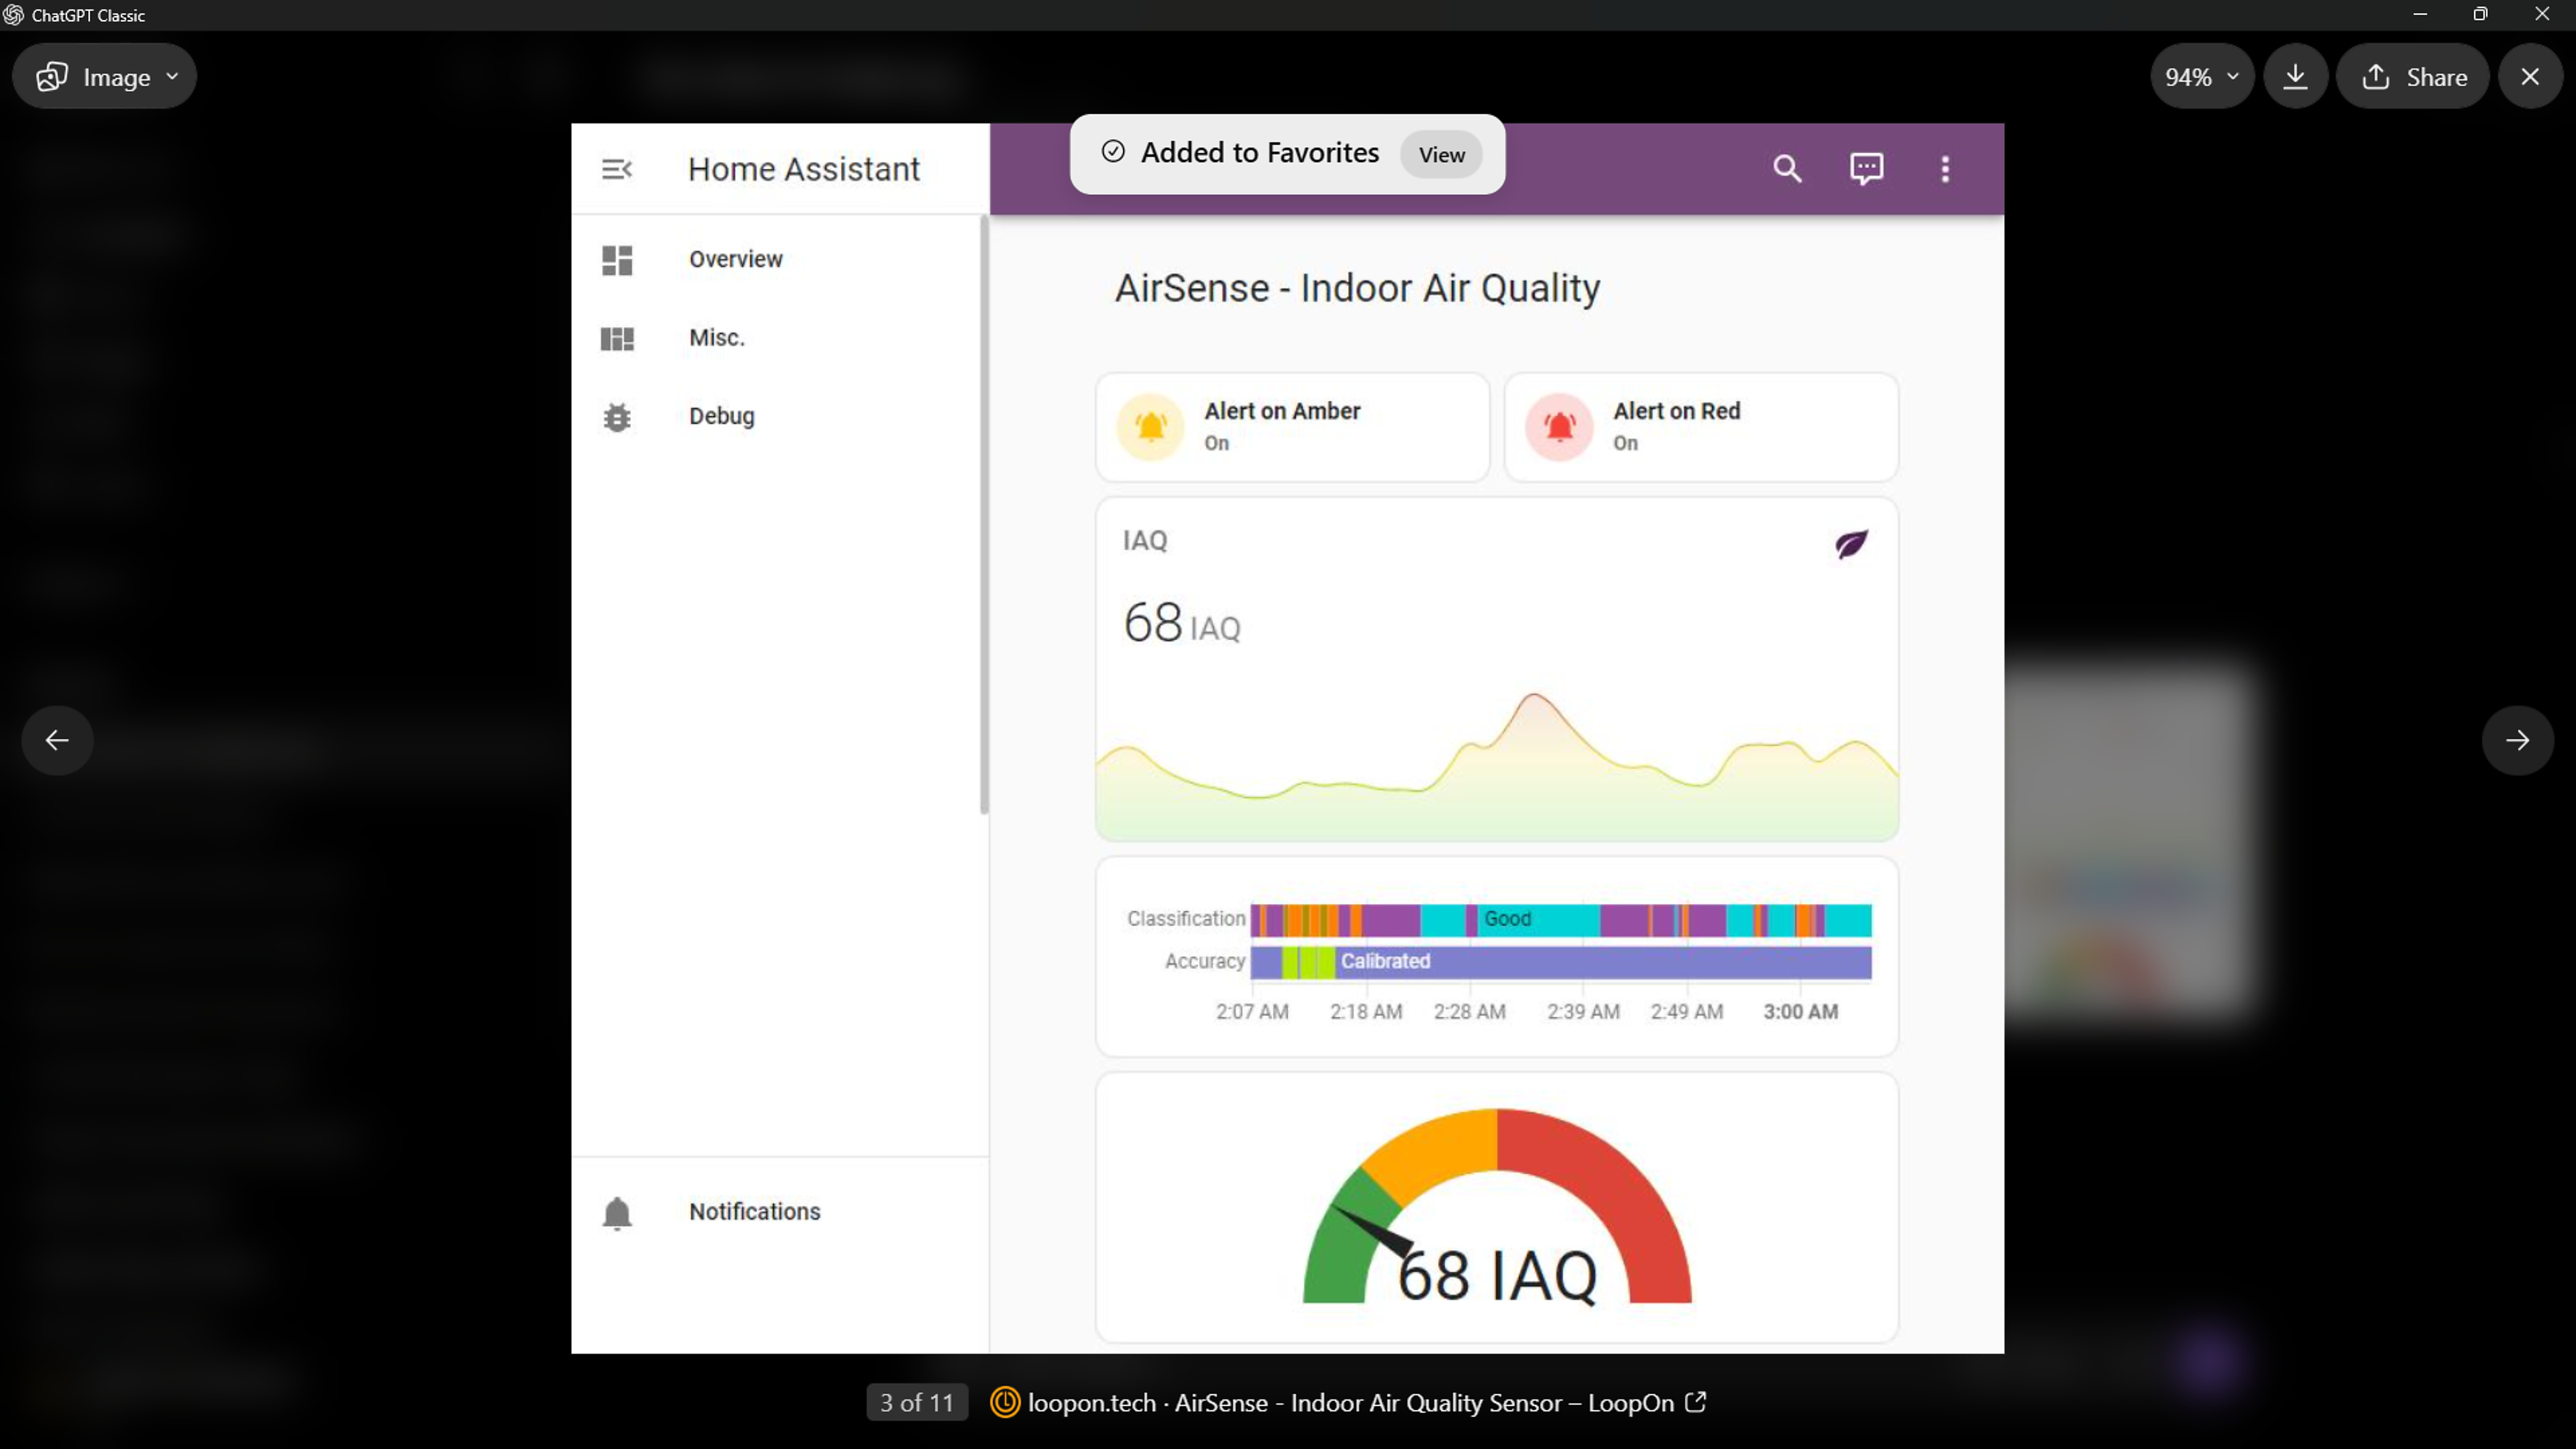 ChatGPT Classic
Image
94%
Share
Added to Favorites
View
Home Assistant
Overview
Misc.
Debug
Notifications
AirSense - Indoor Air Quality
Alert on Amber
On
Alert on Red
On
IAQ
68 IAQ
Classification
Good
Accuracy
Calibrated
2:07 AM 2:18 AM 2:28 AM 2:39 AM 2:49 AM 3:00 AM
68 IAQ
3 of 11
loopon.tech · AirSense - Indoor Air Quality Sensor – LoopOn